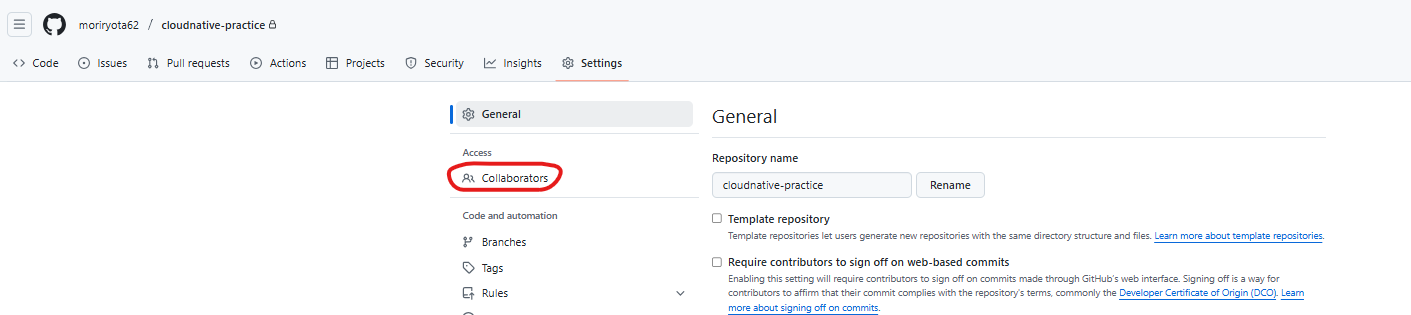 moriryota62 / cloudnative-practice
Code Issues Pull requests Actions Projects Security Insights Settings
General
Access
Collaborators
Code and automation
Branches
Tags
Rules
General
Repository name
cloudnative-practice Rename
Template repository
Template repositories let users generate new repositories with the same directory structure and files. Learn more about template repositories.
Require contributors to sign off on web-based commits
Enabling this setting will require contributors to sign off on commits made through GitHub's web interface. Signing off is a way for
contributors to affirm that their commit complies with the repository's terms, commonly the Developer Certificate of Origin (DCO). Learn
more about signing off on commits.